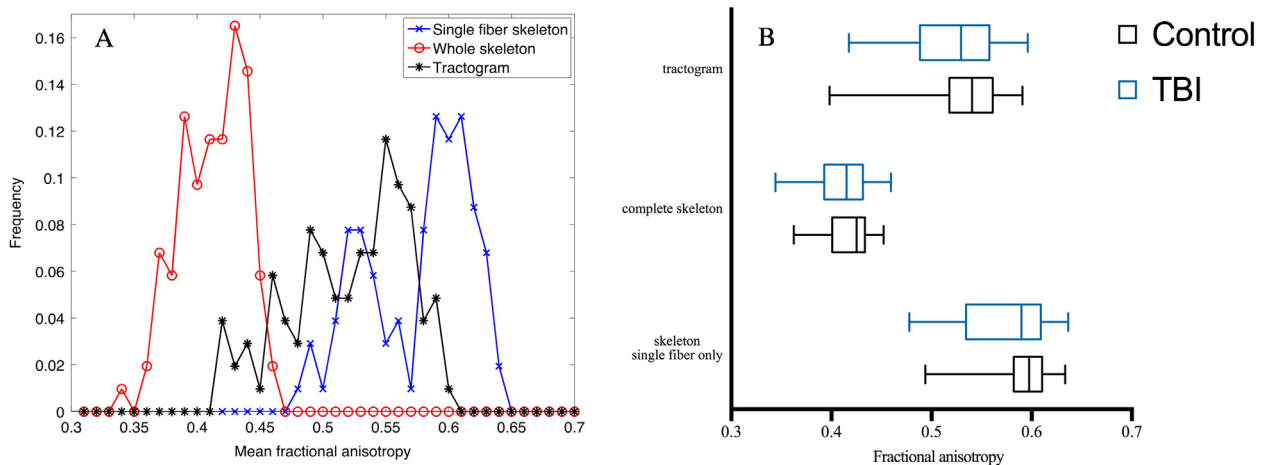 A
Single fiber skeleton
Whole skeleton
Tractogram
Frequency
0.16
0.14
0.12
0.1
0.08
0.06
0.04
0.02
0
0.3
0.35
0.4
0.45
0.5
0.55
0.6
0.65
0.7
Mean fractional anisotropy
B
Control
TBI
tractogram
complete skeleton
skeleton
single fiber only
0.3
0.4
0.5
0.6
0.7
Fractional anisotropy